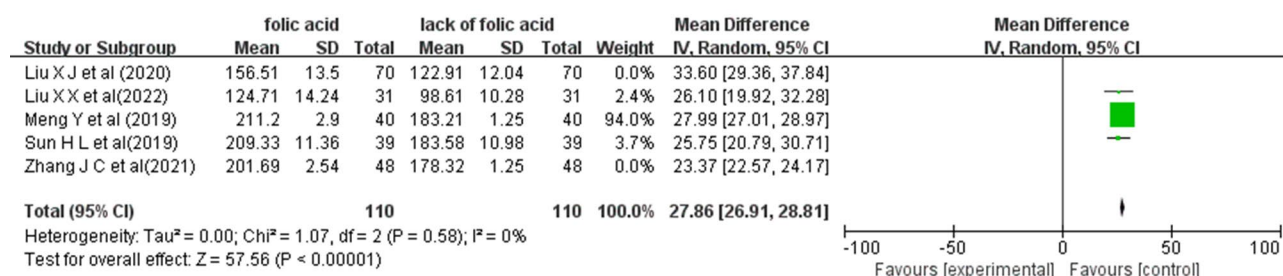 folic acid lack of folic acid Mean Difference Mean Difference
Study or Subgroup Mean SD Total Mean SD Total Weight IV, Random, 95% CI IV, Random, 95% CI
Liu X J et al (2020) 156.51 13.5 70 122.91 12.04 70 0.0% 33.60 [29.36, 37.84]
Liu X X et al(2022) 124.71 14.24 31 98.61 10.28 31 2.4% 26.10 [19.92, 32.28]
Meng Y et al (2019) 211.2 2.9 40 183.21 1.25 40 94.0% 27.99 [27.01, 28.97]
Sun H L et al(2019) 209.33 11.36 39 183.58 10.98 39 3.7% 25.75 [20.79, 30.71]
Zhang J C et al(2021) 201.69 2.54 48 178.32 1.25 48 0.0% 23.37 [22.57, 24.17]
Total (95% CI) 110 110 100.0% 27.86 [26.91, 28.81]
Heterogeneity: Tau² = 0.00; Chi² = 1.07, df = 2 (P = 0.58); I² = 0%
Test for overall effect: Z = 57.56 (P < 0.00001)
-100 -50 0 50 100
Favours [experimental] Favours [control]